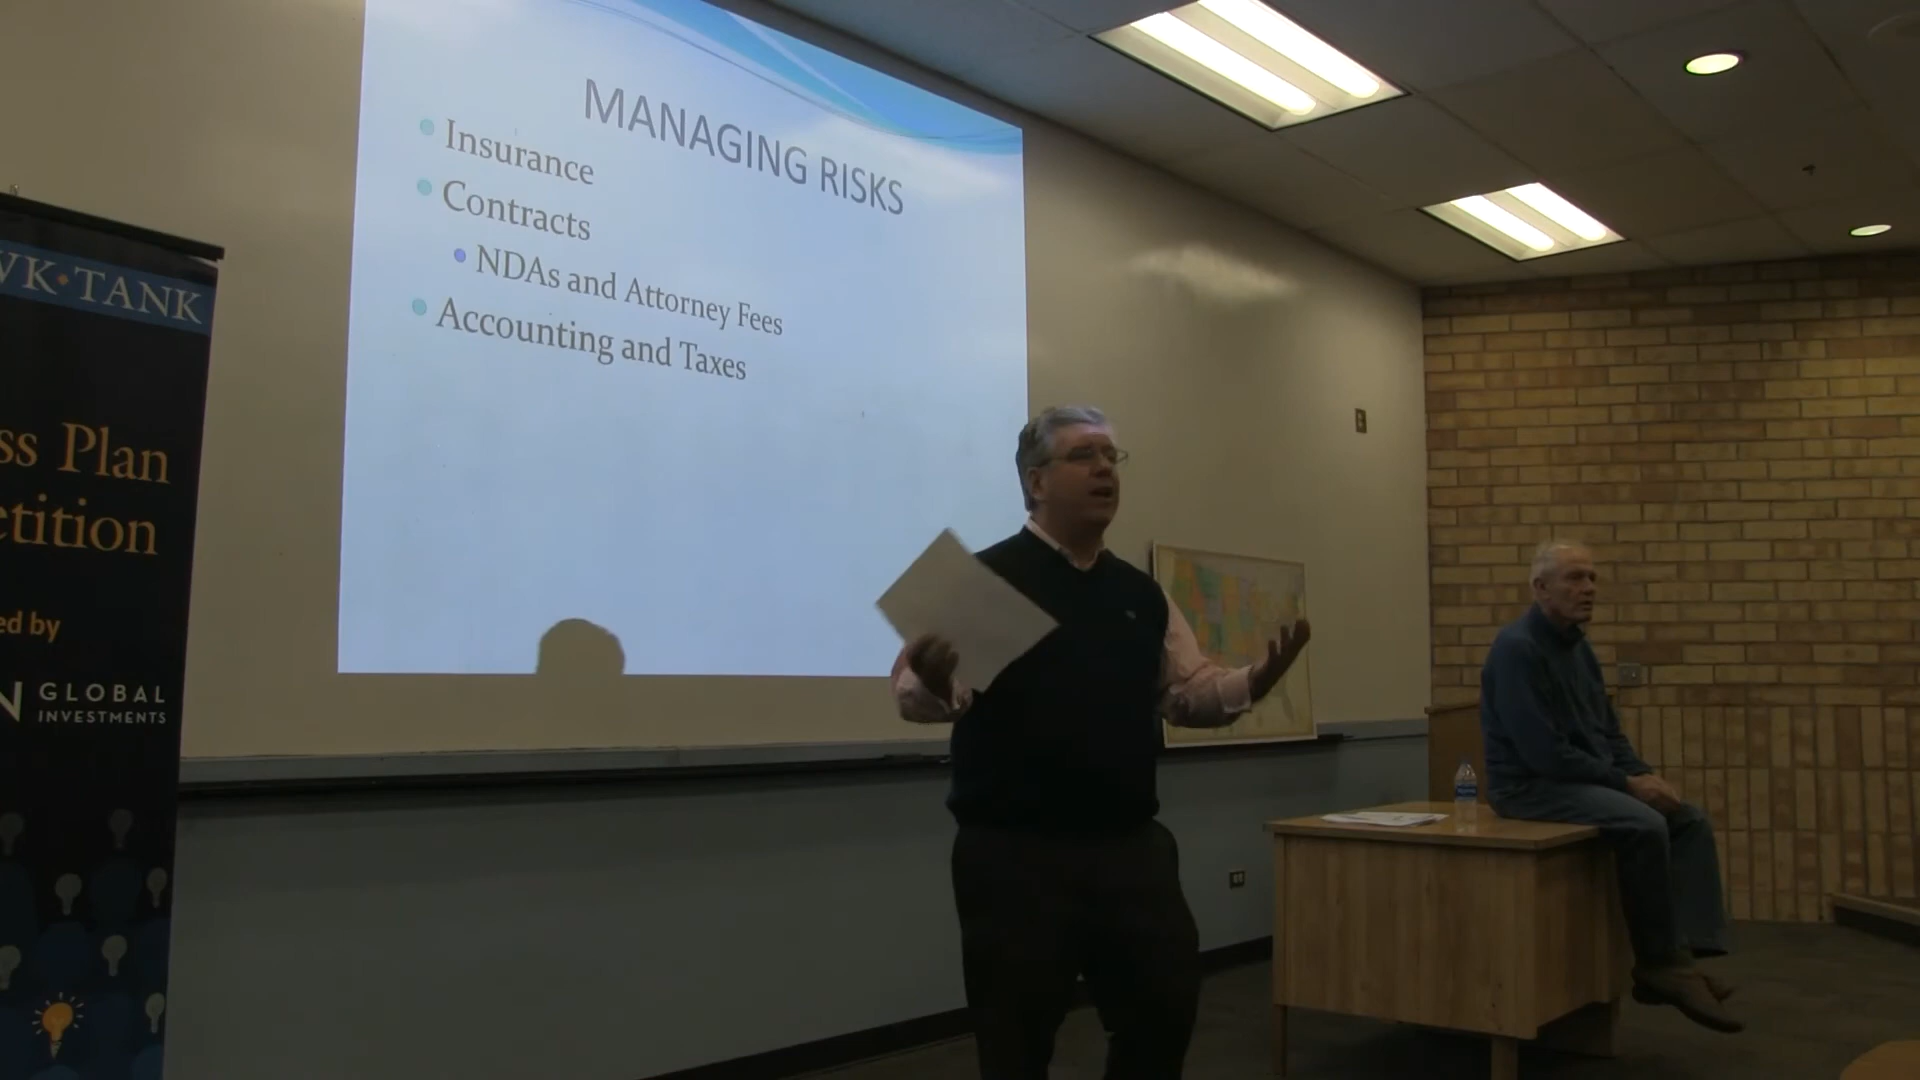 MANAGING RISKS
Insurance
Contracts
NDAs and Attorney Fees
Accounting and Taxes
WK•TANK
ss Plan
etition
ed by
N GLOBAL
INVESTMENTS